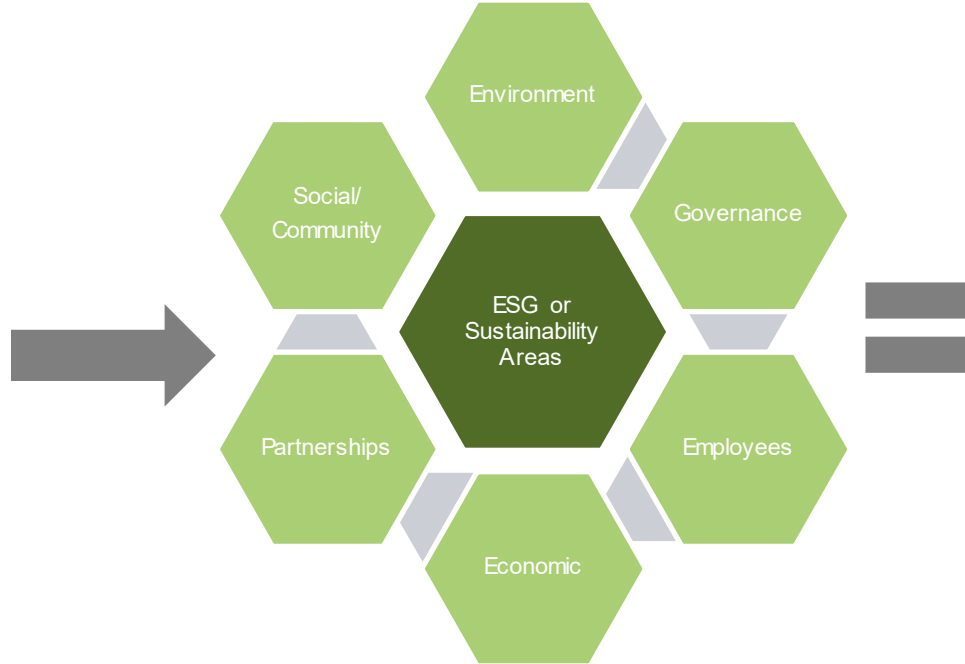 Environment
Social/
Community
Governance
ESG or
Sustainability
Areas
Partnerships
Employees
Economic